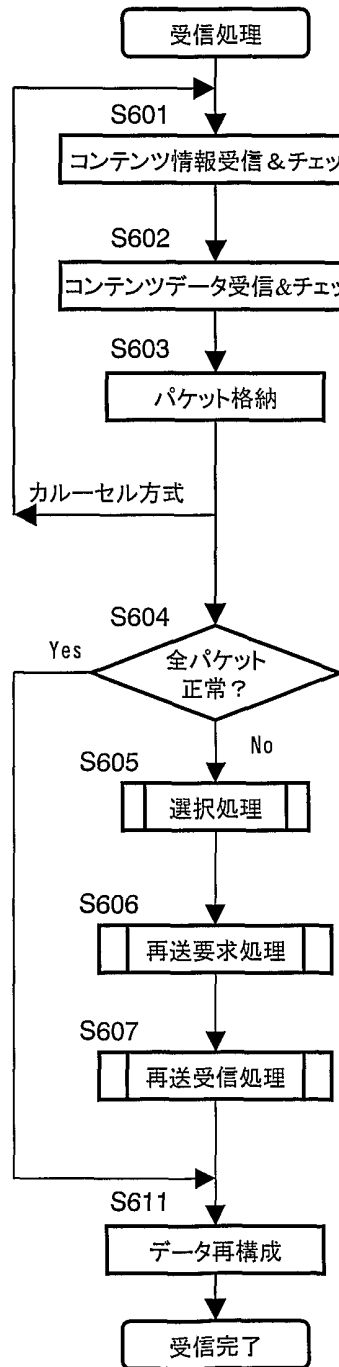 受信処理
S601
コンテンツ情報受信&チェッ
S602
コンテンツデータ受信&チェッ
S603
パケット格納
カルーセル方式
S604
Yes
全パケット
正常?
No
S605
選択処理
S606
再送要求処理
S607
再送受信処理
S611
データ再構成
受信完了